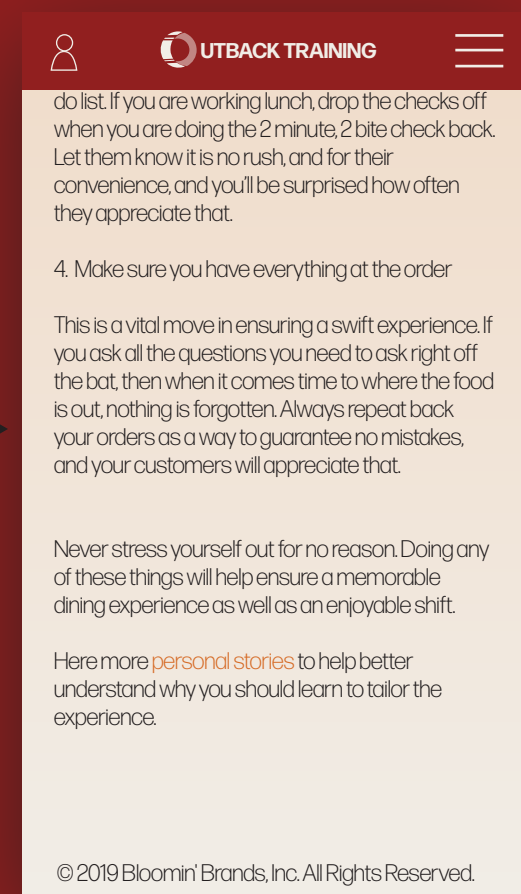 OUTBACK TRAINING
do list. If you are working lunch, drop the checks off
when you are doing the 2 minute, 2 bite check back.
Let them know it is no rush, and for their
convenience, and you'll be surprised how often
they appreciate that.
4. Make sure you have everything at the order
This is a vital move in ensuring a swift experience. If
you ask all the questions you need to ask right off
the bat, then when it comes time to where the food
is out, nothing is forgotten. Always repeat back
your orders as a way to guarantee no mistakes,
and your customers will appreciate that.
Never stress yourself out for no reason. Doing any
of these things will help ensure a memorable
dining experience as well as an enjoyable shift.
Here more personal stories to help better
understand why you should learn to tailor the
experience.
© 2019 Bloomin' Brands, Inc. All Rights Reserved.